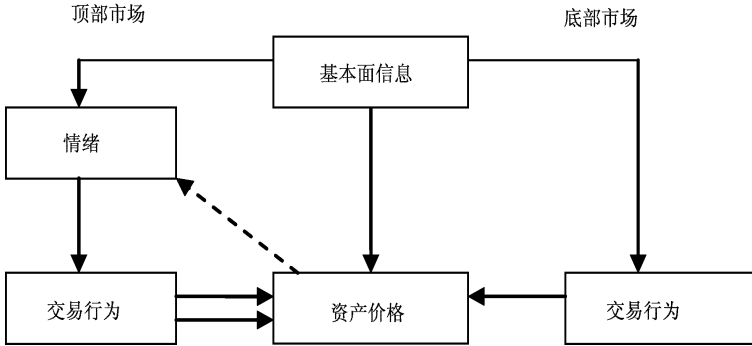 顶部市场
底部市场
基本面信息
情绪
交易行为
资产价格
交易行为